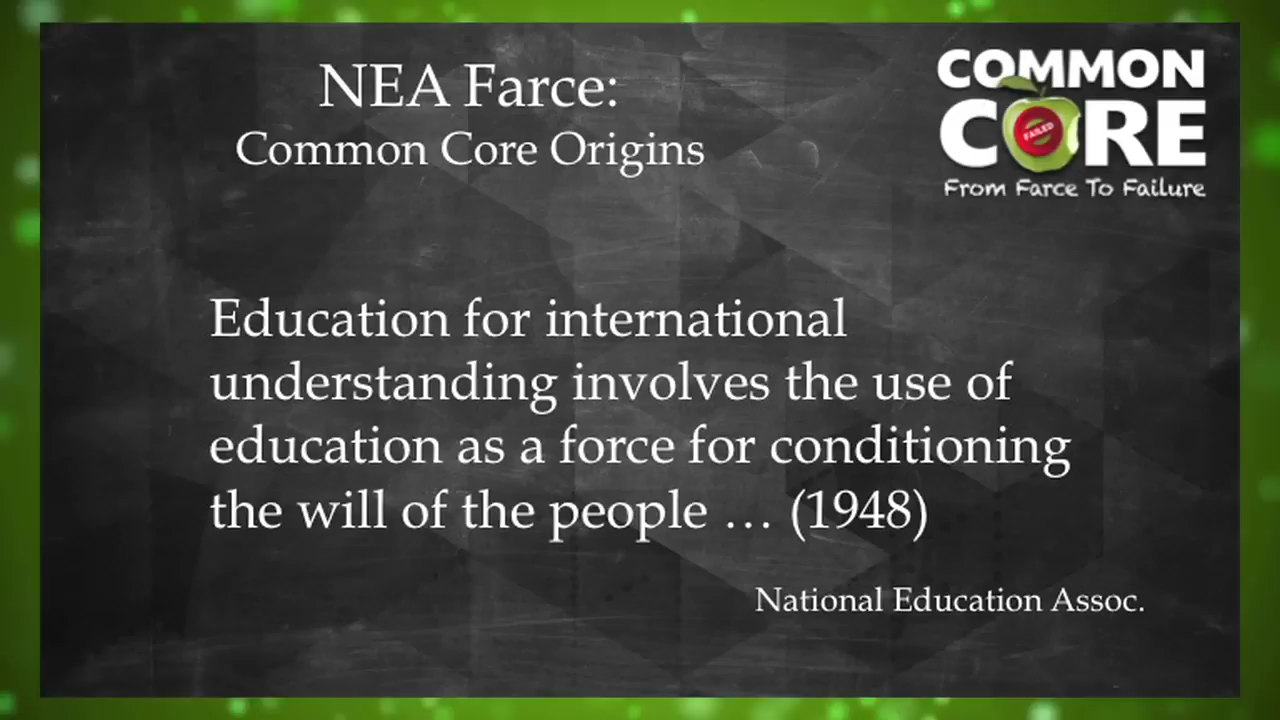 NEA Farce:
Common Core Origins
COMMON
CORE
FAILED
From Farce To Failure
Education for international
understanding involves the use of
education as a force for conditioning
the will of the people … (1948)
National Education Assoc.